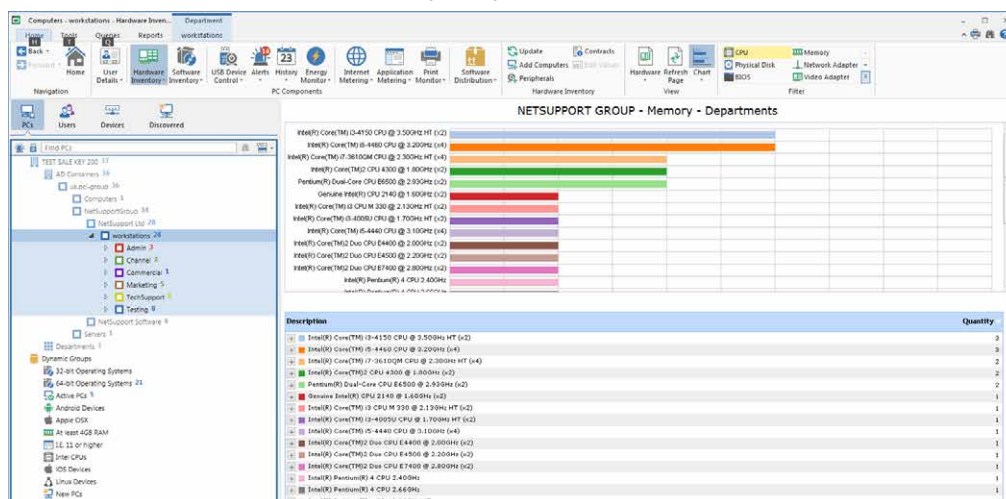 Computers - workstations - Hardware Inven...
Department
Home Tools Queries Reports workstations
H Q
Back
Home
User Details
Hardware Inventory
Software Inventory
USB Device Control
Alerts
History
Energy Monitor
Internet Metering
Application Metering
Print Monitor
Software Distribution
Update
Add Computers
Peripherals
Contracts
Edit Values
Hardware
Refresh Page
Chart
CPU
Physical Disk
BIOS
Memory
Network Adapter
Video Adapter
Navigation
PC Components
Hardware Inventory
View
Filter
PCs
Users
Devices
Discovered
Find PCs
TEST SALE KEY 200 37
AD Containers 36
uk.pci-group 36
Computers 1
NetSupportGroup 34
NetSupport Ltd 28
workstations 26
Admin 3
Channel 3
Commercial 1
Marketing 5
TechSupport 6
Testing 8
NetSupport Software
Servers 1
Departments 1
Dynamic Groups
32-bit Operating Systems
64-bit Operating Systems 21
Active PCs 5
Android Devices
Apple OSX
At least 4GB RAM
I.E. 11 or higher
Intel CPUs
iOS Devices
Linux Devices
New PCs
NETSUPPORT GROUP - Memory - Departments
Intel(R) Core(TM) i3-4150 CPU @ 3.50GHz HT (x2)
Intel(R) Core(TM) i5-4460 CPU @ 3.20GHz (x4)
Intel(R) Core(TM) i7-3610QM CPU @ 2.30GHz HT (x4)
Intel(R) Core(TM)2 CPU 4300 @ 1.80GHz (x2)
Pentium(R) Dual-Core CPU E6500 @ 2.93GHz (x2)
Genuine Intel(R) CPU 2140 @ 1.60GHz (x2)
Intel(R) Core(TM) i3 CPU M 330 @ 2.13GHz HT (x2)
Intel(R) Core(TM) i3-4005U CPU @ 1.70GHz HT (x2)
Intel(R) Core(TM) i5-4440 CPU @ 3.10GHz (x4)
Intel(R) Core(TM)2 Duo CPU E4400 @ 2.00GHz (x2)
Intel(R) Core(TM)2 Duo CPU E4500 @ 2.20GHz (x2)
Intel(R) Core(TM)2 Duo CPU E7400 @ 2.80GHz (x2)
Intel(R) Pentium(R) 4 CPU 2.40GHz
Intel(R) Pentium(R) 4 CPU 2.66GHz
Description Quantity
Intel(R) Core(TM) i3-4150 CPU @ 3.50GHz HT (x2) 3
Intel(R) Core(TM) i5-4460 CPU @ 3.20GHz (x4) 3
Intel(R) Core(TM) i7-3610QM CPU @ 2.30GHz HT (x4) 2
Intel(R) Core(TM)2 CPU 4300 @ 1.80GHz (x2) 2
Pentium(R) Dual-Core CPU E6500 @ 2.93GHz (x2) 2
Genuine Intel(R) CPU 2140 @ 1.60GHz (x2) 1
Intel(R) Core(TM) i3 CPU M 330 @ 2.13GHz HT (x2) 1
Intel(R) Core(TM) i3-4005U CPU @ 1.70GHz HT (x2) 1
Intel(R) Core(TM) i5-4440 CPU @ 3.10GHz (x4) 1
Intel(R) Core(TM)2 Duo CPU E4400 @ 2.00GHz (x2) 1
Intel(R) Core(TM)2 Duo CPU E4500 @ 2.20GHz (x2) 1
Intel(R) Core(TM)2 Duo CPU E7400 @ 2.80GHz (x2) 1
Intel(R) Pentium(R) 4 CPU 2.40GHz 1
Intel(R) Pentium(R) 4 CPU 2.66GHz 1